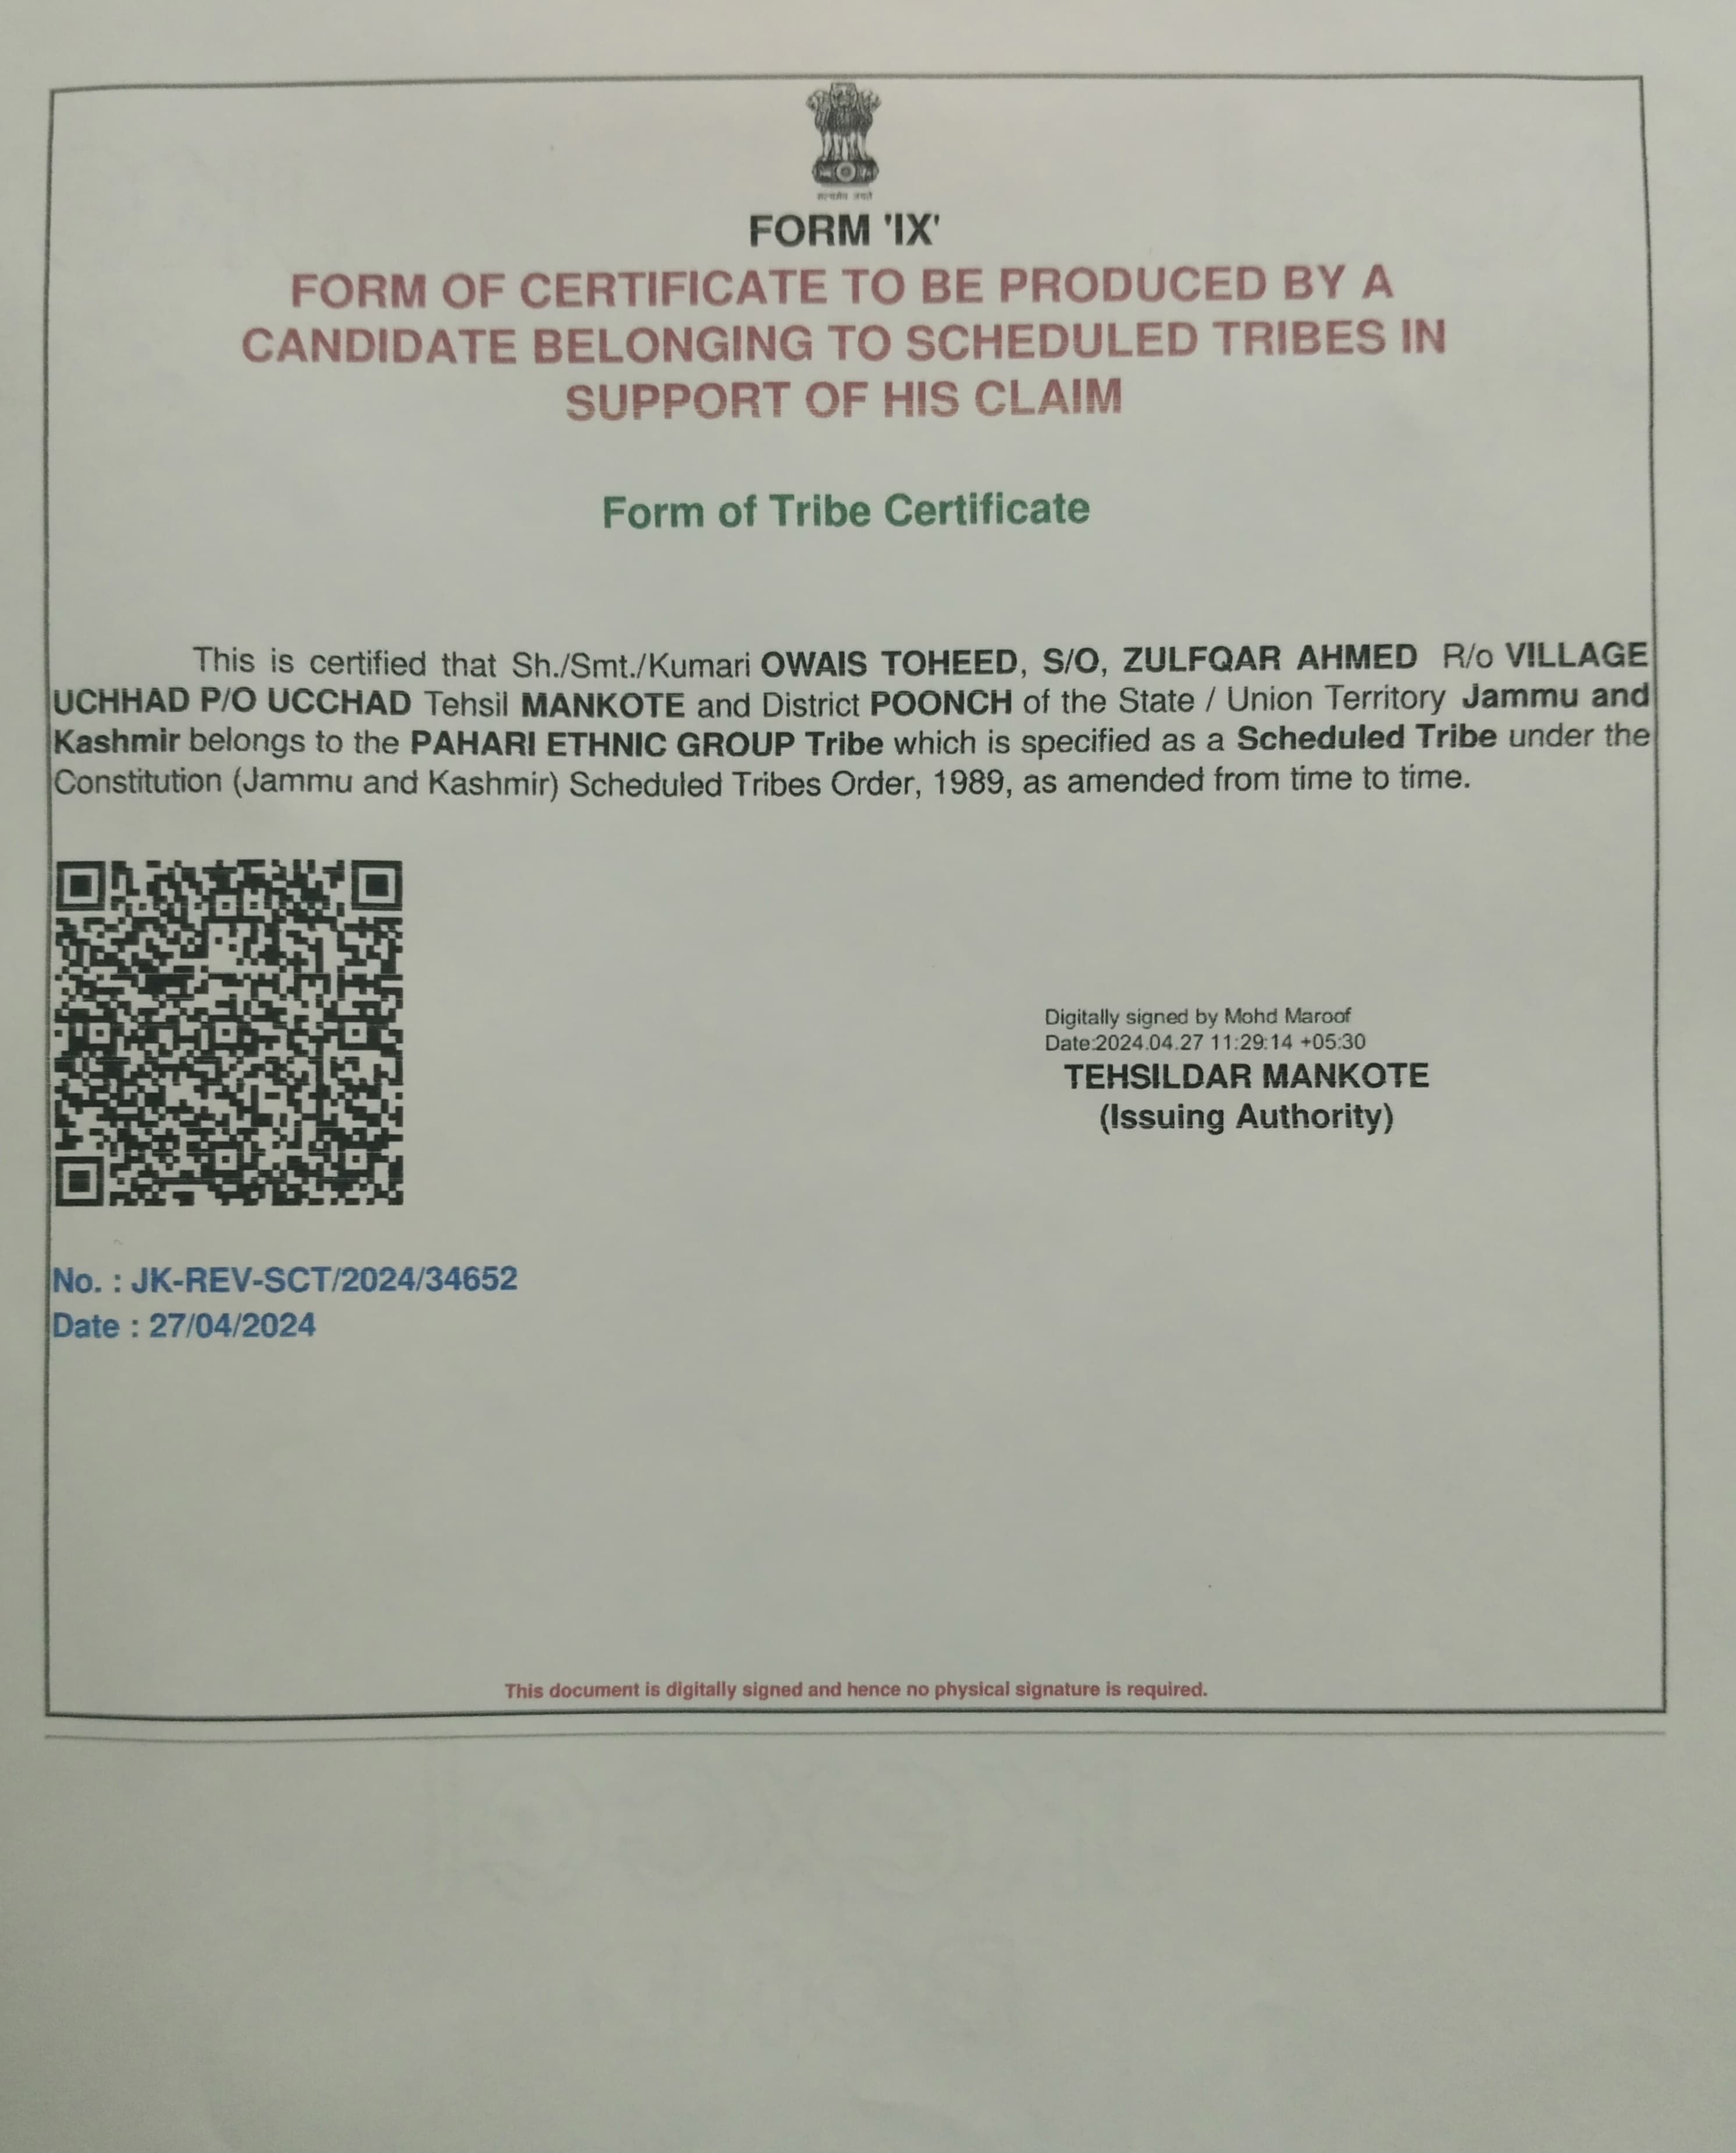 सत्यमेव जयते
FORM 'IX'
FORM OF CERTIFICATE TO BE PRODUCED BY A
CANDIDATE BELONGING TO SCHEDULED TRIBES IN
SUPPORT OF HIS CLAIM
Form of Tribe Certificate
This is certified that Sh./Smt./Kumari OWAIS TOHEED, S/O, ZULFQAR AHMED R/o VILLAGE
UCHHAD P/O UCCHAD Tehsil MANKOTE and District POONCH of the State / Union Territory Jammu and
Kashmir belongs to the PAHARI ETHNIC GROUP Tribe which is specified as a Scheduled Tribe under the
Constitution (Jammu and Kashmir) Scheduled Tribes Order, 1989, as amended from time to time.
Digitally signed by Mohd Maroof
Date:2024.04.27 11:29:14 +05:30
TEHSILDAR MANKOTE
(Issuing Authority)
No. : JK-REV-SCT/2024/34652
Date : 27/04/2024
This document is digitally signed and hence no physical signature is required.